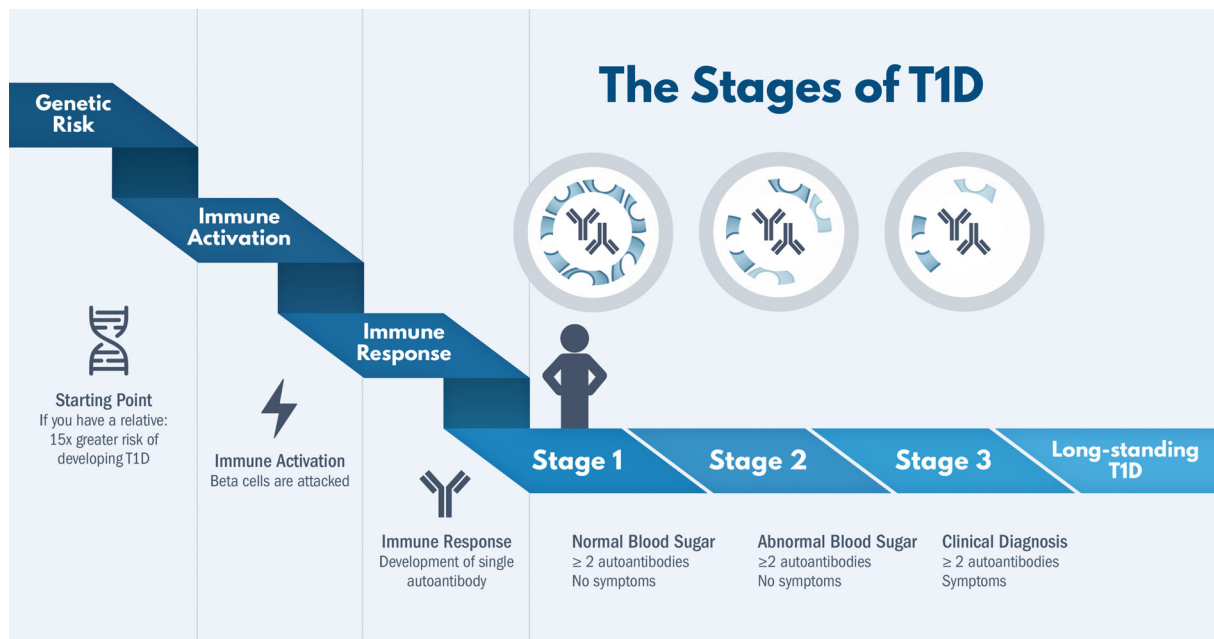 The Stages of T1D
Genetic
Risk
Immune
Activation
Immune
Response
Starting Point
If you have a relative:
15x greater risk of
developing T1D
Immune Activation
Beta cells are attacked
Immune Response
Development of single
autoantibody
Stage 1
Stage 2
Stage 3
Long-standing
T1D
Normal Blood Sugar
≥ 2 autoantibodies
No symptoms
Abnormal Blood Sugar
≥2 autoantibodies
No symptoms
Clinical Diagnosis
≥ 2 autoantibodies
Symptoms